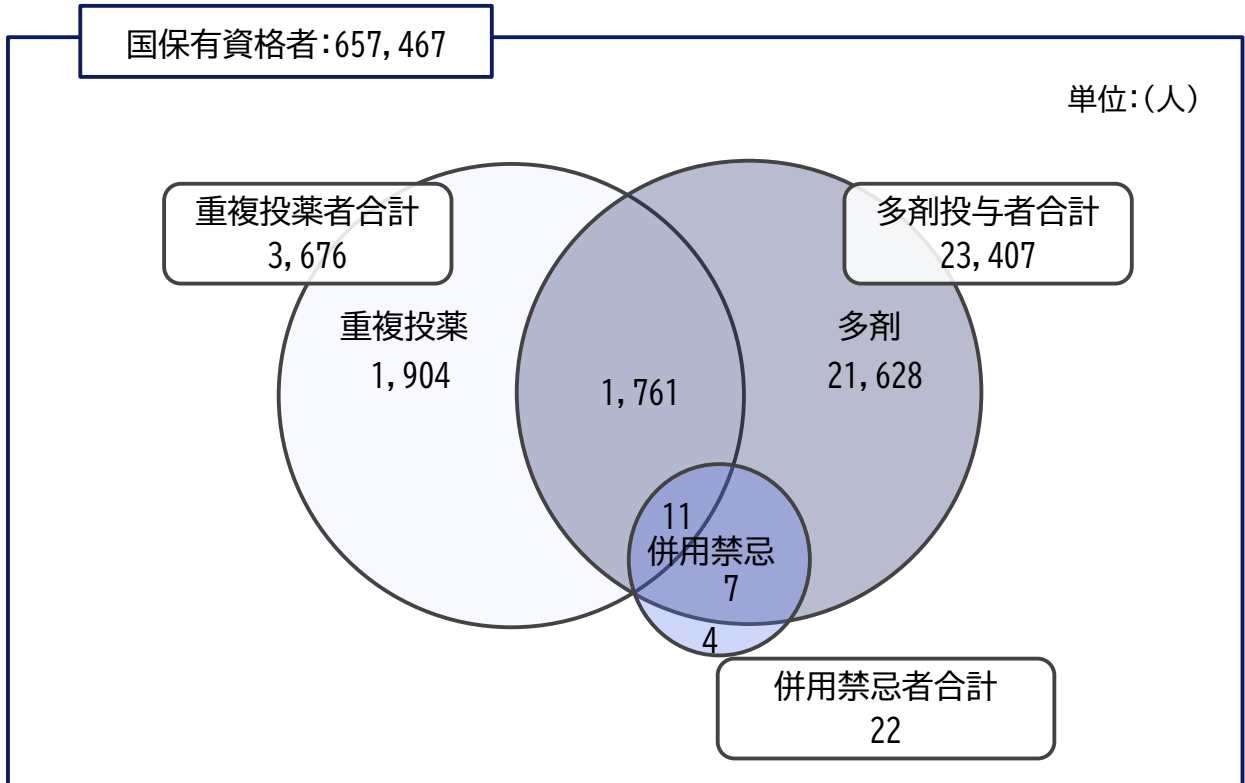 国保有資格者:657,467
単位:(人)
重複投薬者合計
3,676
多剤投与者合計
23,407
重複投薬
1,904
1,761
多剤
21,628
11
併用禁忌
7
4
併用禁忌者合計
22